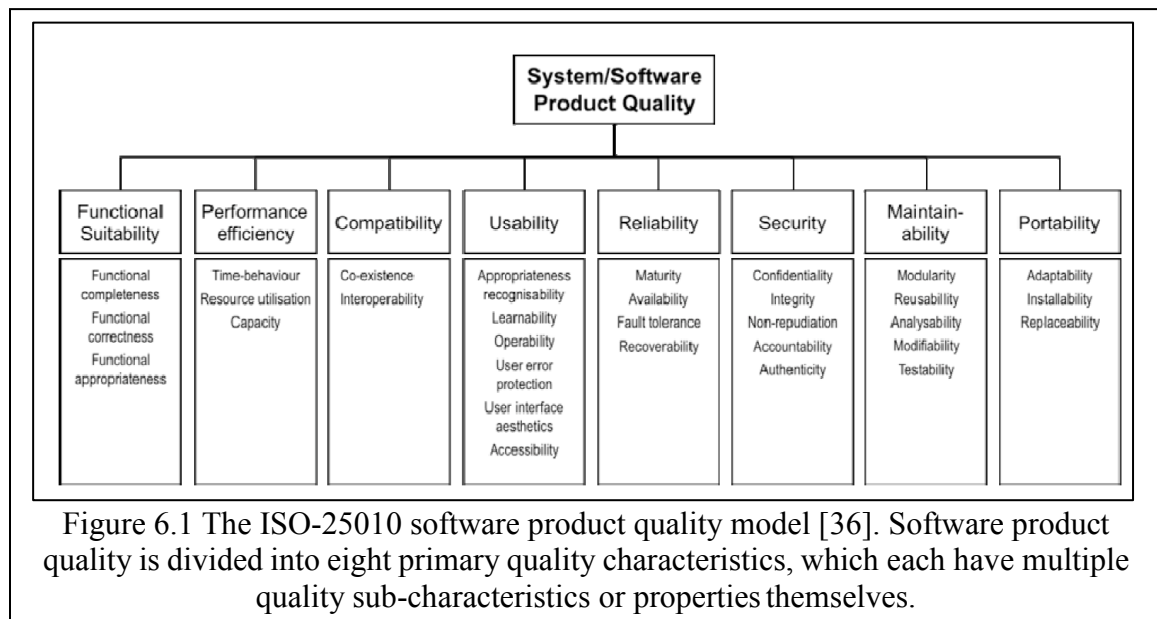 System/Software
Product Quality
Functional
Suitability
Performance
efficiency
Compatibility
Usability
Reliability
Security
Maintain-
ability
Portability
Functional
completeness
Functional
correctness
Functional
appropriateness
Time-behaviour
Resource utilisation
Capacity
Co-existence
Interoperability
Appropriateness
recognisability
Learnability
Operability
User error
protection
User interface
aesthetics
Accessibility
Maturity
Availability
Fault tolerance
Recoverability
Confidentiality
Integrity
Non-repudiation
Accountability
Authenticity
Modularity
Reusabillity
Analysability
Modifiability
Testability
Adaptability
Installability
Replaceability
Figure 6.1 The ISO-25010 software product quality model [36]. Software product
quality is divided into eight primary quality characteristics, which each have multiple
quality sub-characteristics or properties themselves.